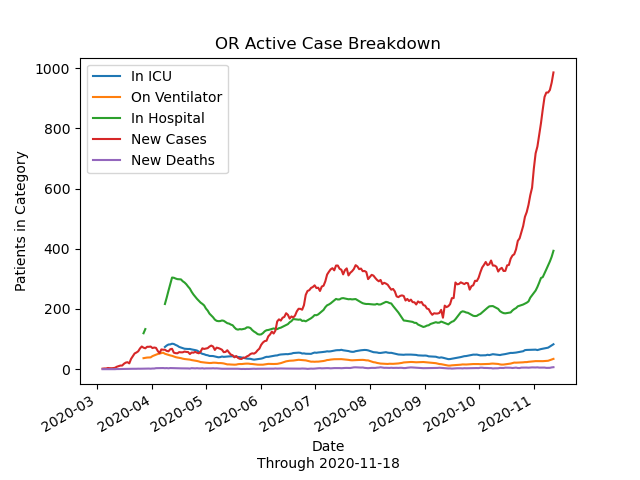 OR Active Case Breakdown
In ICU
On Ventilator
In Hospital
New Cases
New Deaths
Patients in Category
1000
800
600
400
200
0
2020-03
2020-04
2020-05
2020-06
2020-07
2020-08
2020-09
2020-10
2020-11
Date
Through 2020-11-18